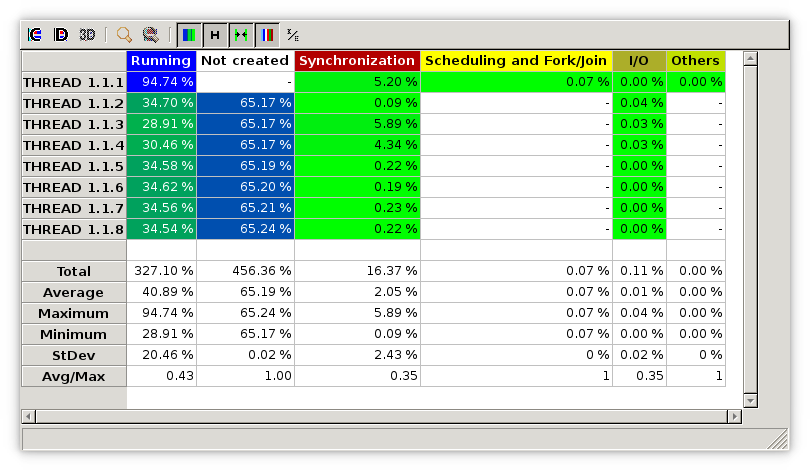 3D H
Running Not created Synchronization Scheduling and Fork/Join I/O Others
THREAD 1.1.1 94.74 % - 5.20 % 0.07 % 0.00 % 0.00 %
THREAD 1.1.2 34.70 % 65.17 % 0.09 % - 0.04 % -
THREAD 1.1.3 28.91 % 65.17 % 5.89 % - 0.03 % -
THREAD 1.1.4 30.46 % 65.17 % 4.34 % - 0.03 % -
THREAD 1.1.5 34.58 % 65.19 % 0.22 % - 0.00 % -
THREAD 1.1.6 34.62 % 65.20 % 0.19 % - 0.00 % -
THREAD 1.1.7 34.56 % 65.21 % 0.23 % - 0.00 % -
THREAD 1.1.8 34.54 % 65.24 % 0.22 % - 0.00 % -
Total 327.10 % 456.36 % 16.37 % 0.07 % 0.11 % 0.00 %
Average 40.89 % 65.19 % 2.05 % 0.07 % 0.01 % 0.00 %
Maximum 94.74 % 65.24 % 5.89 % 0.07 % 0.04 % 0.00 %
Minimum 28.91 % 65.17 % 0.09 % 0.07 % 0.00 % 0.00 %
StDev 20.46 % 0.02 % 2.43 % 0 % 0.02 % 0 %
Avg/Max 0.43 1.00 0.35 1 0.35 1